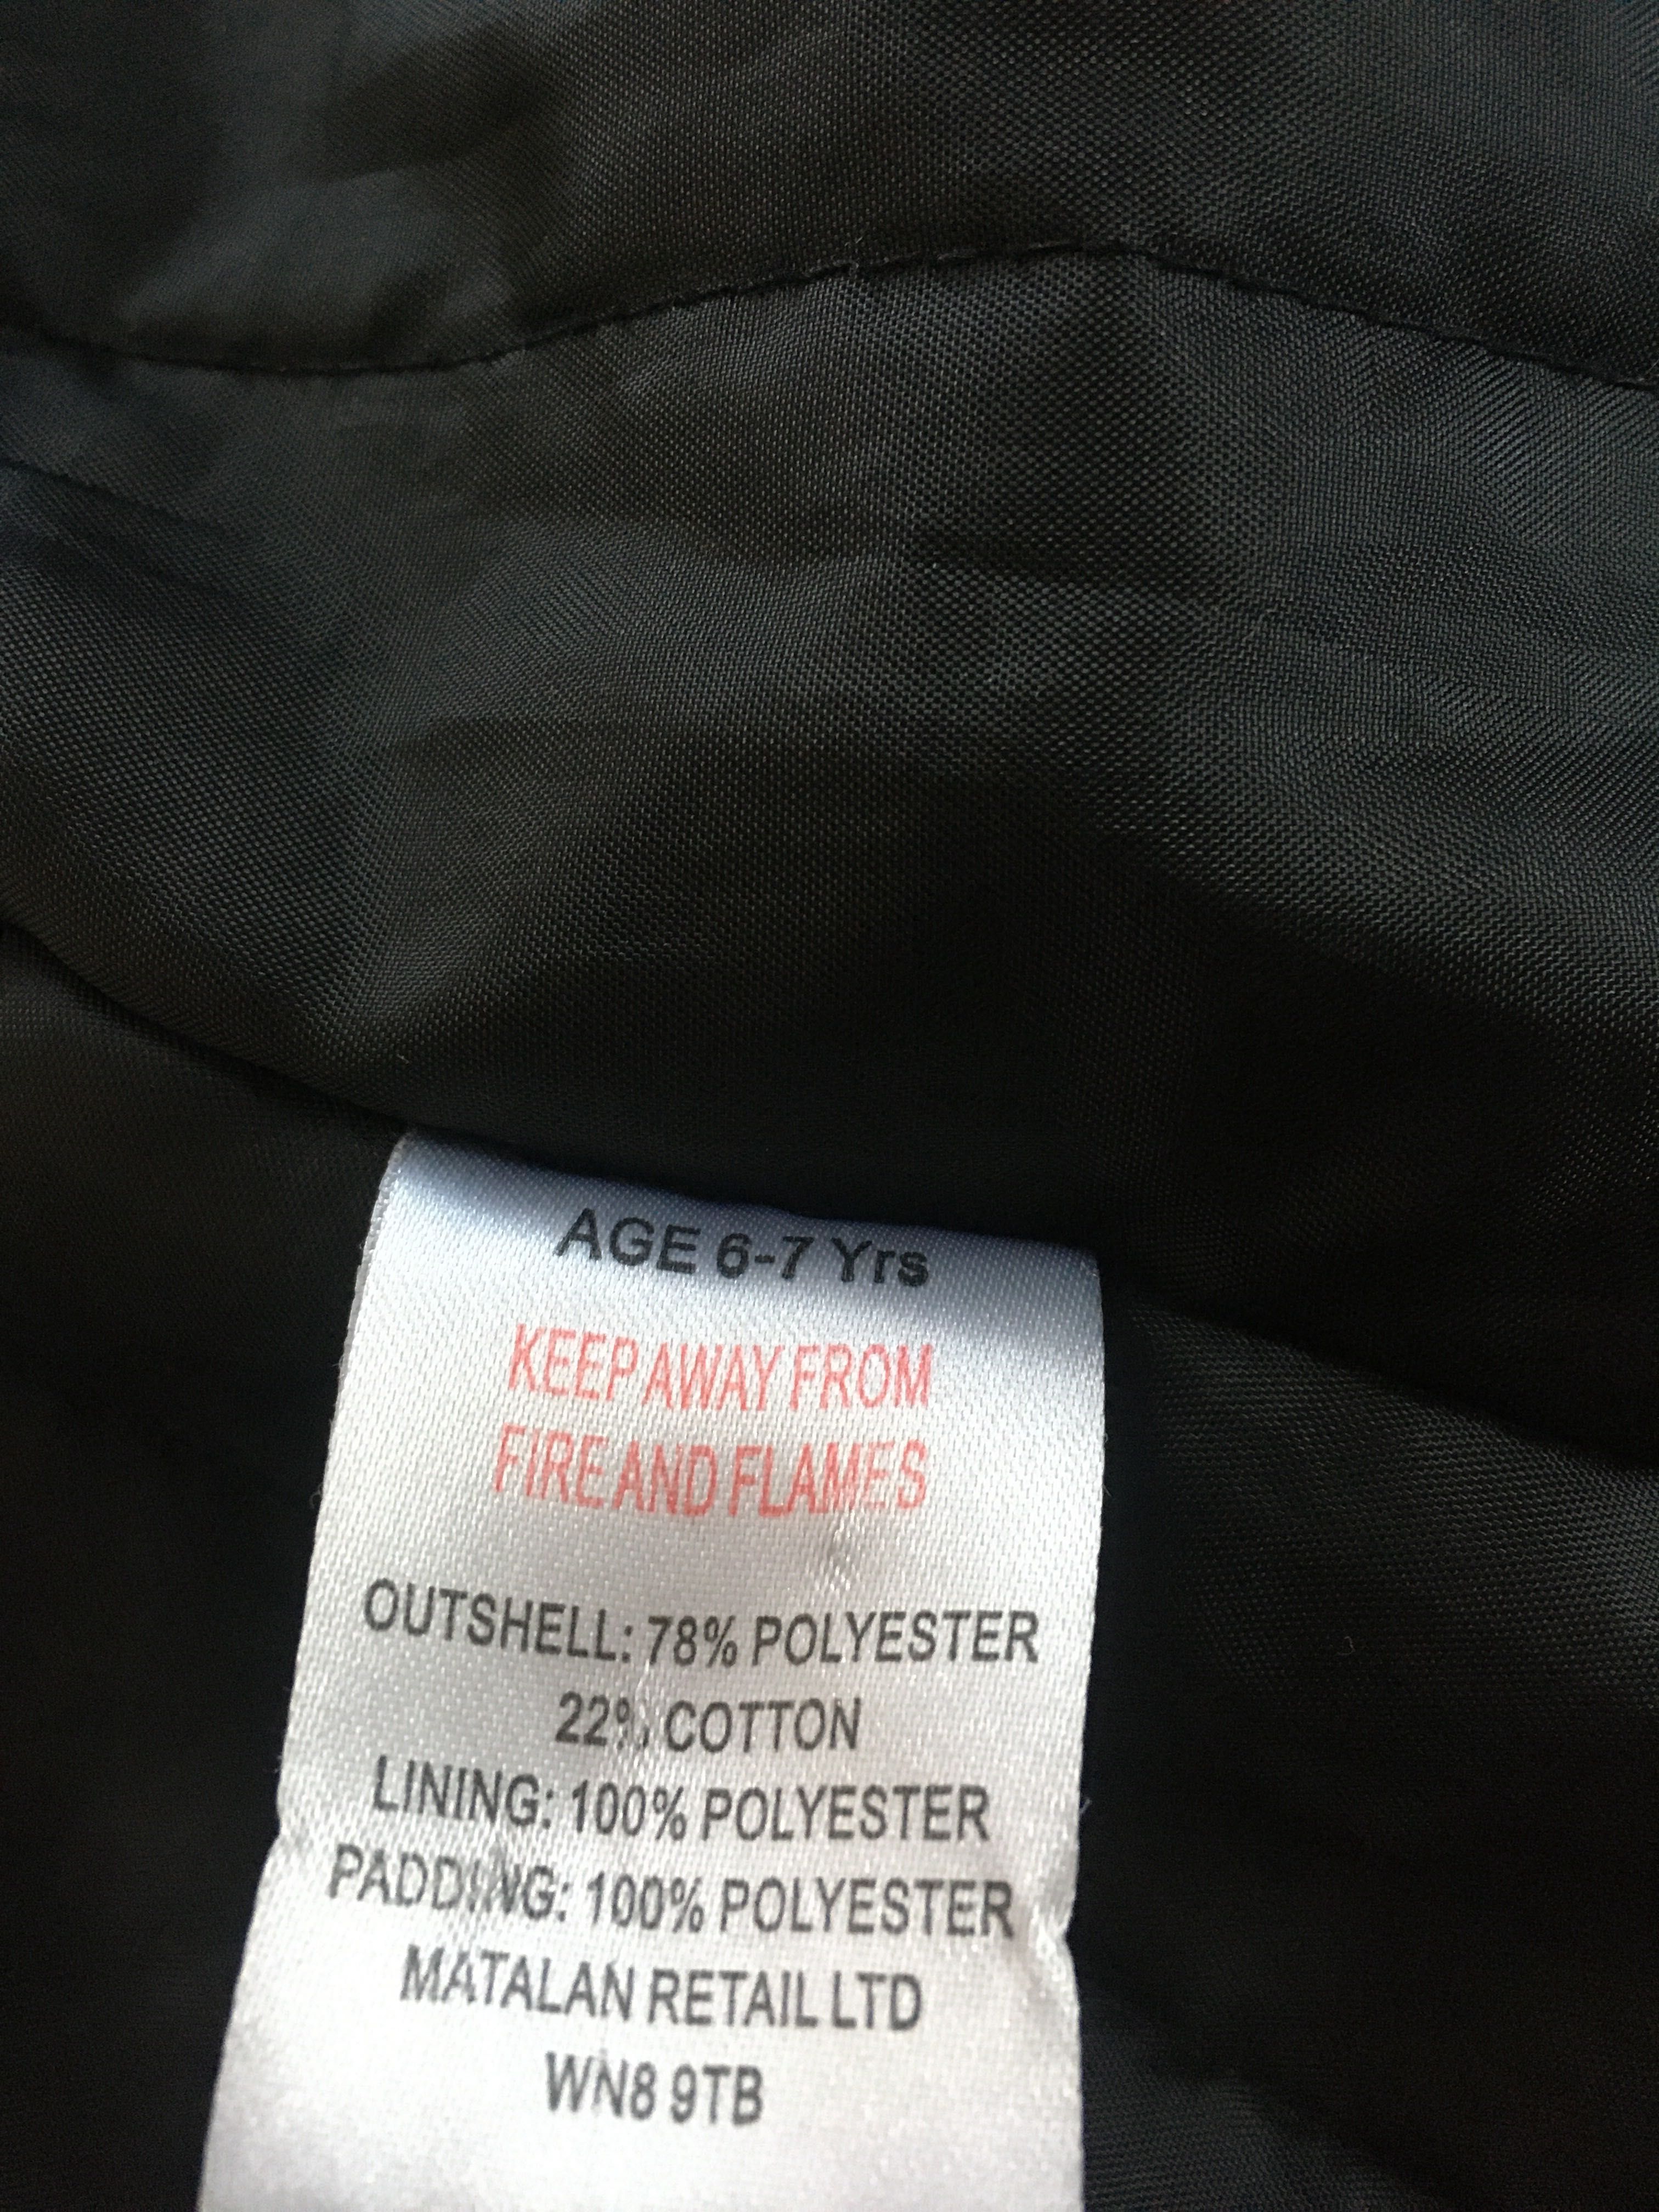 AGE 6-7 Yrs
KEEP AWAY FROM
FIRE AND FLAMES
OUTSHELL: 78% POLYESTER
22% COTTON
LINING: 100% POLYESTER
PADDING: 100% POLYESTER
MATALAN RETAIL LTD
WN8 9TB